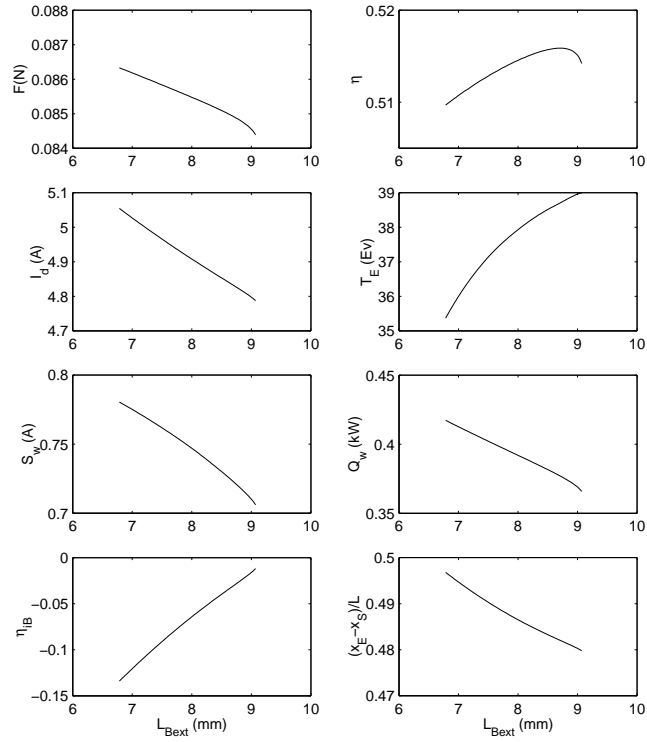 0.088
0.087
0.086
0.085
0.084
F(N)
6 7 8 9 10
0.52
0.51
η
6 7 8 9 10
5.1
5
4.9
4.8
4.7
I_d (A)
6 7 8 9 10
39
38
37
36
35
T_E (Ev)
6 7 8 9 10
0.8
0.75
0.7
S_w (A)
6 7 8 9 10
0.45
0.4
0.35
Q_w (kW)
6 7 8 9 10
0
−0.05
−0.1
−0.15
η_iB
6 7 8 9 10
L_Bext (mm)
0.5
0.49
0.48
0.47
(x_E−x_S)/L
6 7 8 9 10
L_Bext (mm)